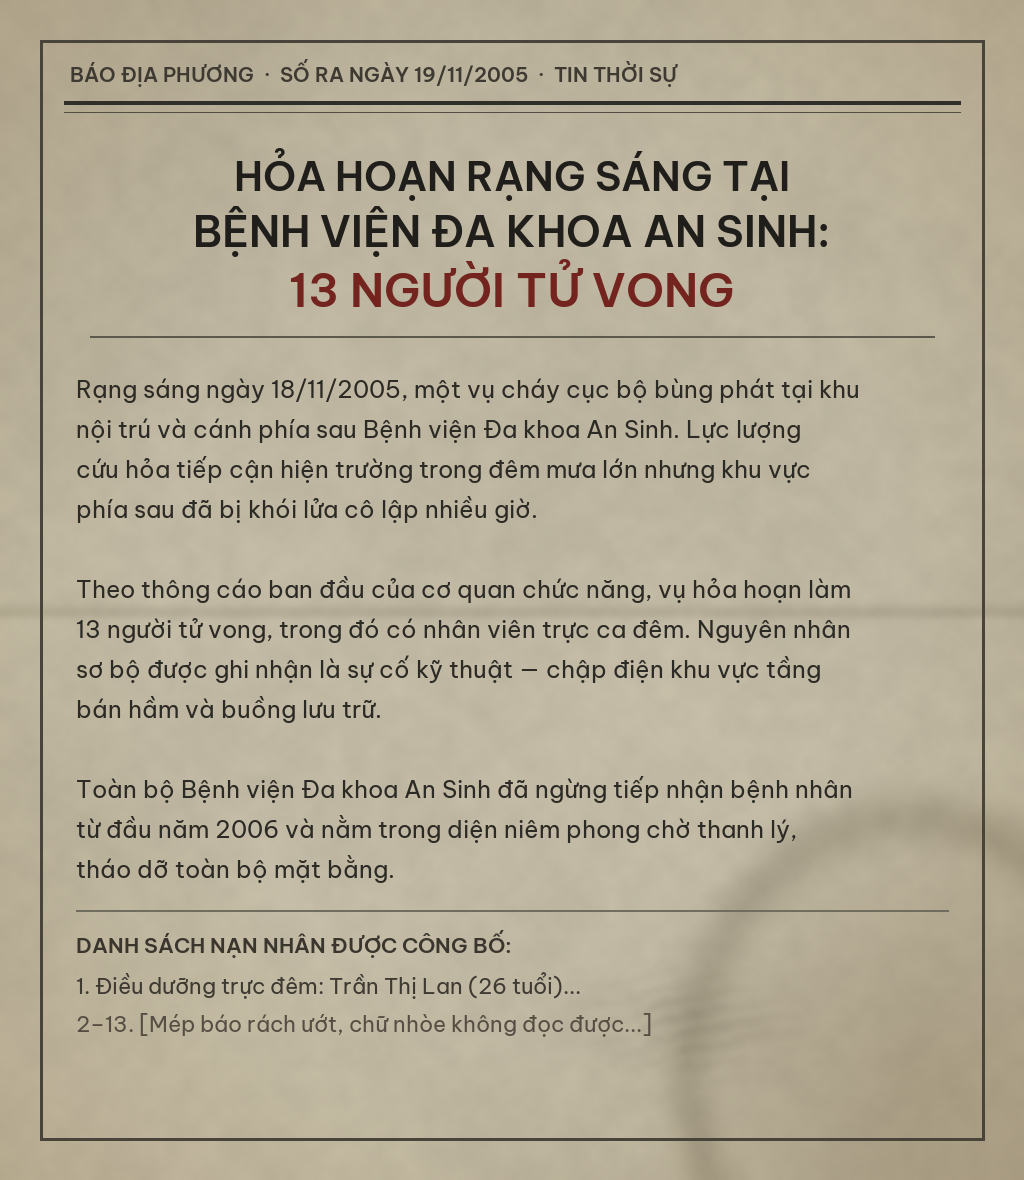 BÁO ĐỊA PHƯƠNG · SỐ RA NGÀY 19/11/2005 · TIN THỜI SỰ
HỎA HOẠN RẠNG SÁNG TẠI
BỆNH VIỆN ĐA KHOA AN SINH:
13 NGƯỜI TỬ VONG
Rạng sáng ngày 18/11/2005, một vụ cháy cục bộ bùng phát tại khu
nội trú và cánh phía sau Bệnh viện Đa khoa An Sinh. Lực lượng
cứu hỏa tiếp cận hiện trường trong đêm mưa lớn nhưng khu vực
phía sau đã bị khói lửa cô lập nhiều giờ.
Theo thông cáo ban đầu của cơ quan chức năng, vụ hỏa hoạn làm
13 người tử vong, trong đó có nhân viên trực ca đêm. Nguyên nhân
sơ bộ được ghi nhận là sự cố kỹ thuật — chập điện khu vực tầng
bán hầm và buồng lưu trữ.
Toàn bộ Bệnh viện Đa khoa An Sinh đã ngừng tiếp nhận bệnh nhân
từ đầu năm 2006 và nằm trong diện niêm phong chờ thanh lý,
tháo dỡ toàn bộ mặt bằng.
DANH SÁCH NẠN NHÂN ĐƯỢC CÔNG BỐ:
1. Điều dưỡng trực đêm: Trần Thị Lan (26 tuổi)...
2–13. [Mép báo rách ướt, chữ nhòe không đọc được...]